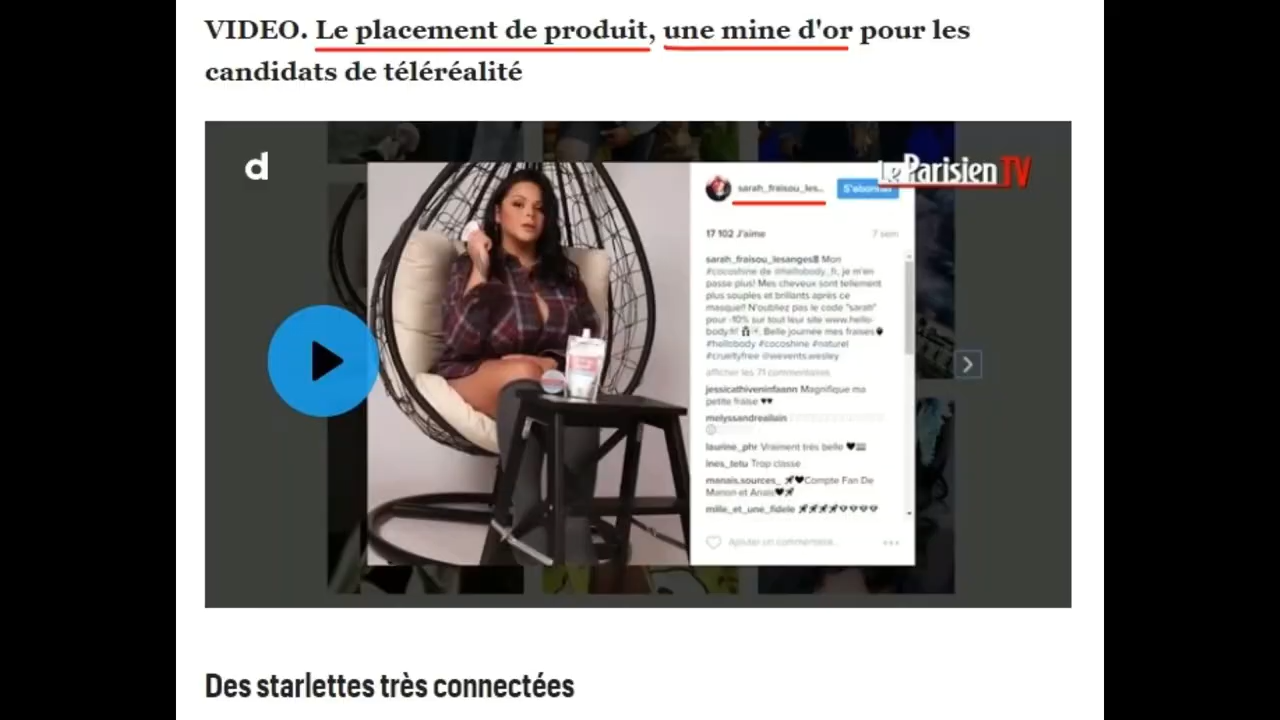 VIDEO. Le placement de produit, une mine d'or pour les
candidats de téléréalité
d
Le Parisien TV
sarah_fraisou_les...
S'abonner
17 102 J'aime
7 sem
sarah_fraisou_lesanges8 Mon
#cocoshine de @hellobody_fr, je m'en
passe plus! Mes cheveux sont tellement
plus souples et brillants après ce
masque!! N'oubliez pas le code "sarah"
pour -10% sur tout leur site www.hello-
body.fr! Belle journée mes fraises
#hellobody #cocoshine #naturel
#crueltyfree @wevents.wesley
afficher les 71 commentaires
jessicathiveninfaann Magnifique ma
petite fraise ♥♥
melyssandreallain
laurine_phr Vraiment très belle ♥
ines_tetu Trop classe
manais.sources_ Compte Fan De
Manon et Anais
mille_et_une_fidele
Ajouter un commentaire...
Des starlettes très connectées